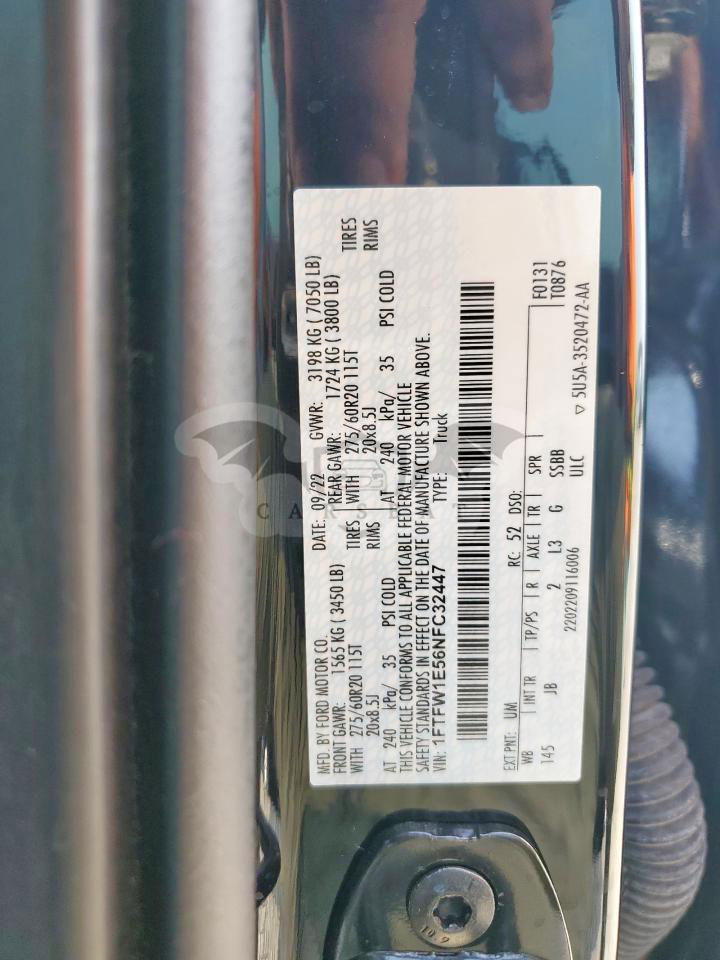 MFD. BY FORD MOTOR CO. DATE: 09/22 GVWR: 3198 KG ( 7050 LB)
FRONT GAWR: 1565 KG ( 3450 LB) REAR GAWR: 1724 KG ( 3800 LB)
WITH 275/60R20 115T TIRES WITH 275/60R20 115T TIRES
20x8.5J RIMS 20x8.5J RIMS
AT 240 kPa/ 35 PSI COLD AT 240 kPa/ 35 PSI COLD
THIS VEHICLE CONFORMS TO ALL APPLICABLE FEDERAL MOTOR VEHICLE
SAFETY STANDARDS IN EFFECT ON THE DATE OF MANUFACTURE SHOWN ABOVE.
VIN: 1FTFW1E56NFC32447 TYPE: Truck
EXT PNT: UM RC: 52 DSO: F0131
WB INT TR TP/PS R AXLE TR SPR T0876
145 JB 2 L3 G SSBB
2202209116006 ULC ▽ 5U5A-3520472-AA
10.9